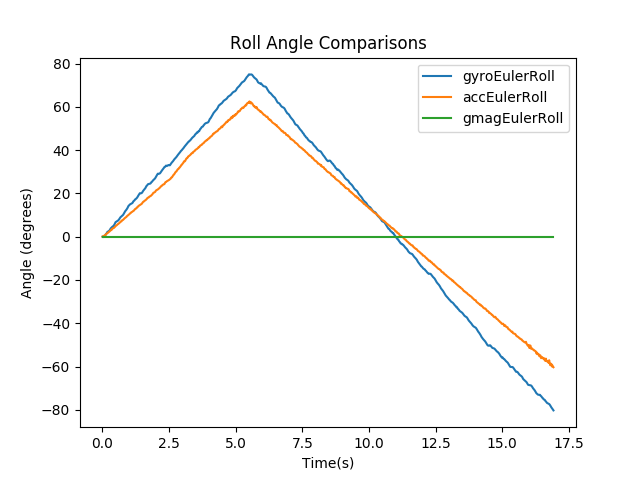 Roll Angle Comparisons
gyroEulerRoll
accEulerRoll
gmagEulerRoll
Angle (degrees)
80
60
40
20
0
−20
−40
−60
−80
0.0 2.5 5.0 7.5 10.0 12.5 15.0 17.5
Time(s)